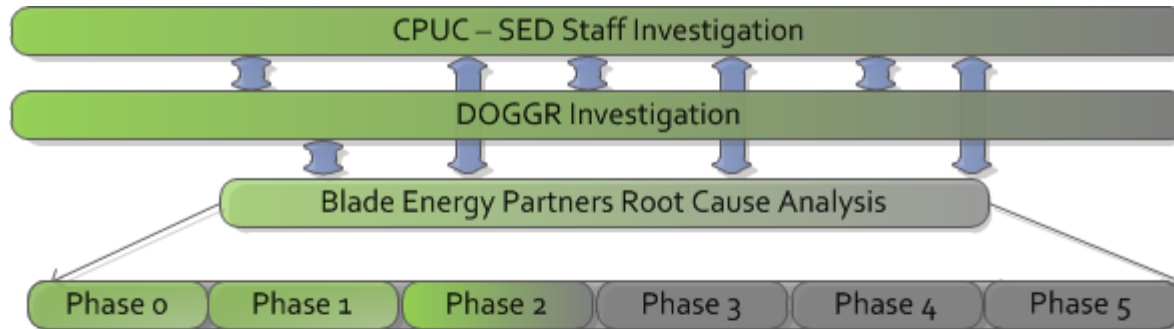 CPUC – SED Staff Investigation
DOGGR Investigation
Blade Energy Partners Root Cause Analysis
Phase 0 Phase 1 Phase 2 Phase 3 Phase 4 Phase 5